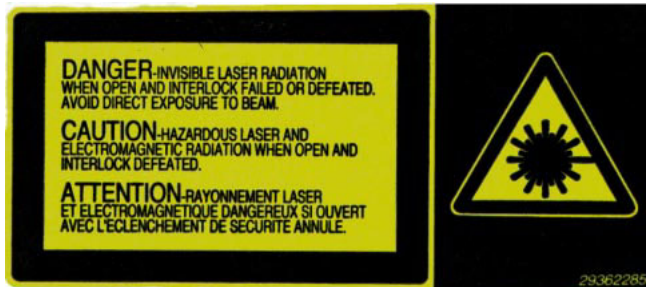 DANGER-INVISIBLE LASER RADIATION
WHEN OPEN AND INTERLOCK FAILED OR DEFEATED.
AVOID DIRECT EXPOSURE TO BEAM.
CAUTION-HAZARDOUS LASER AND
ELECTROMAGNETIC RADIATION WHEN OPEN AND
INTERLOCK DEFEATED.
ATTENTION-RAYONNEMENT LASER
ET ELECTROMAGNETIQUE DANGEREUX SI OUVERT
AVEC L'ECLENCHEMENT DE SECURITE ANNULE.
29362285